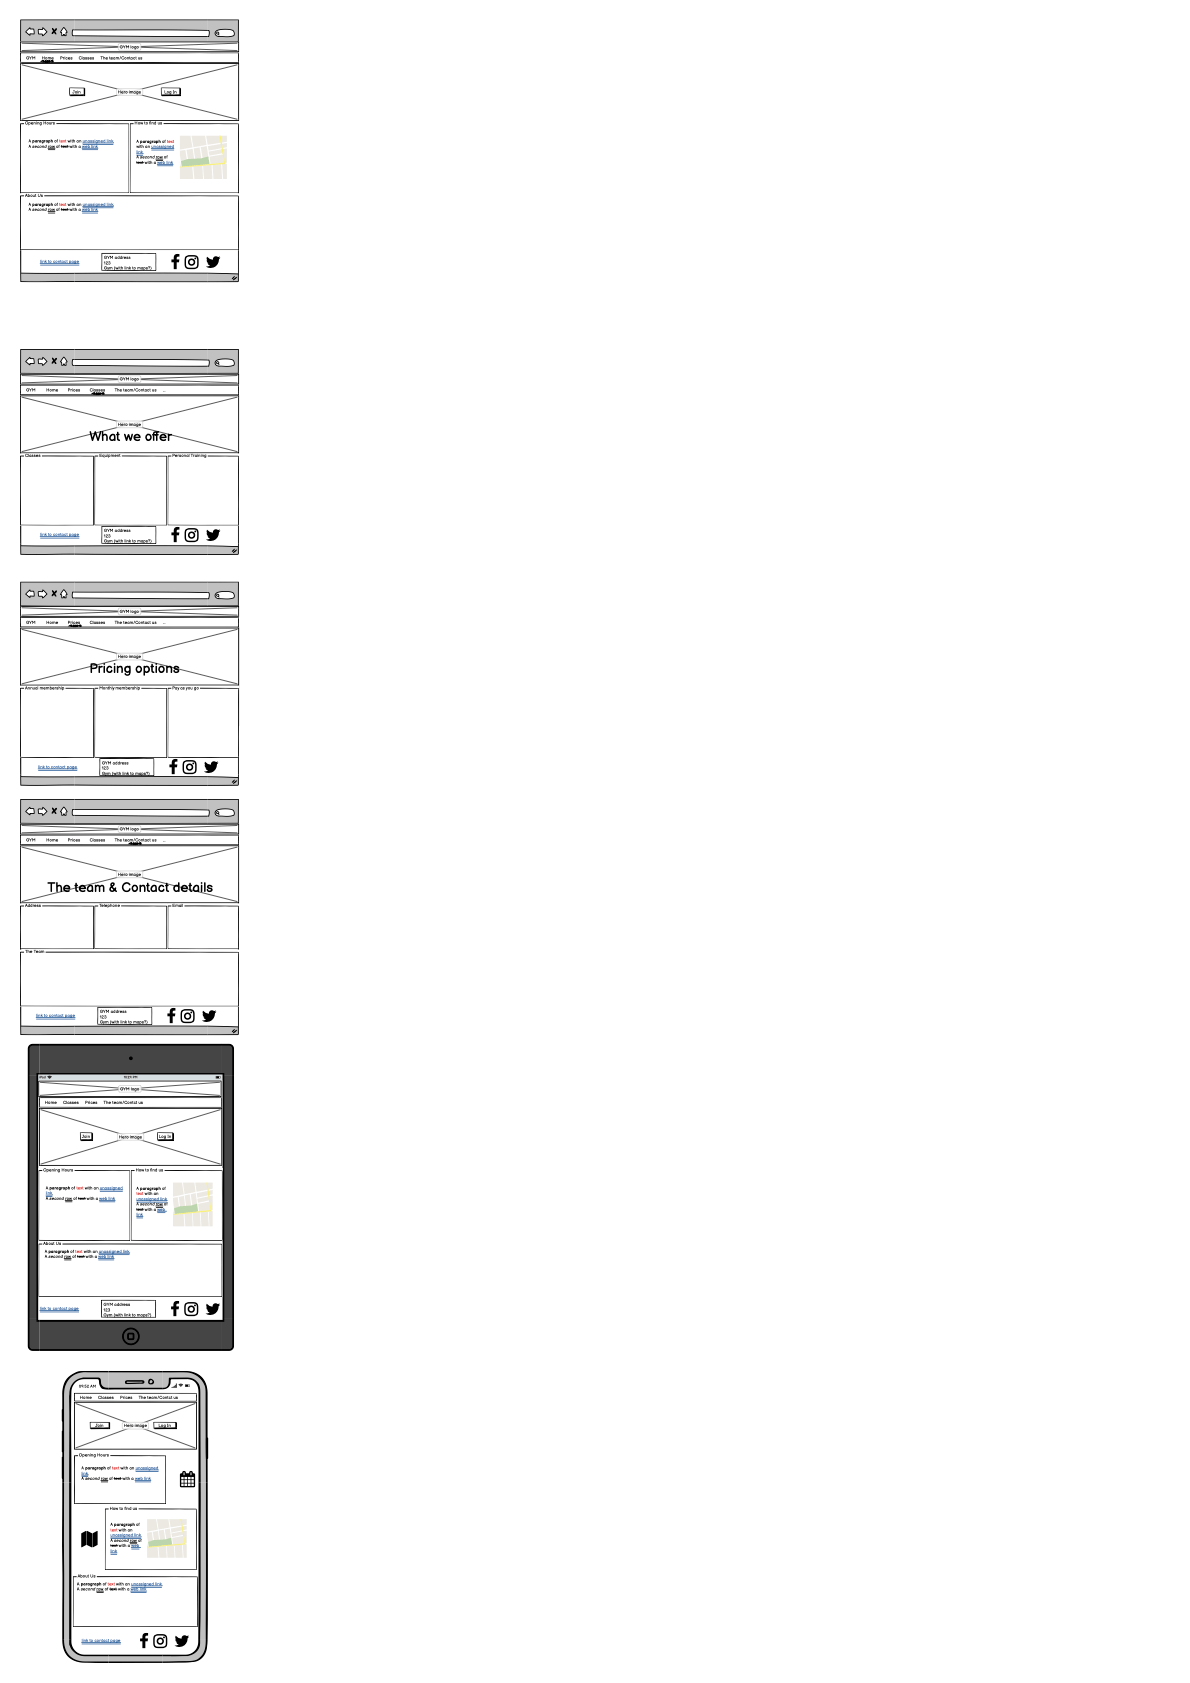 GYM logo
GYM Home Prices Classes The team/Contact us
Join Hero image Log In
Opening Hours
A paragraph of text with an unassigned link
A second row of text with a web link
How to find us
A paragraph of text
with an unassigned
link
A second row of
text with a web link
About Us
A paragraph of text with an unassigned link
A second row of text with a web link
link to contact page
GYM address
123
Gym (with link to maps?)
GYM logo
GYM Home Prices Classes The team/Contact us ...
Hero image
What we offer
Classes Equipment Personal Training
link to contact page
GYM address
123
Gym (with link to maps?)
GYM logo
GYM Home Prices Classes The team/Contact us ...
Hero image
Pricing options
Annual membership Monthly membership Pay as you go
link to contact page
GYM address
123
Gym (with link to maps?)
GYM logo
GYM Home Prices Classes The team/Contact us ...
Hero image
The team & Contact details
Address Telephone Email
The Team
link to contact page
GYM address
123
Gym (with link to maps?)
iPad
GYM logo
Home Classes Prices The team/Contct us
Join Hero image Log In
Opening Hours
A paragraph of text with an unassigned
link
A second row of text with a web link
How to find us
A paragraph of
text with an
unassigned link
A second row of
text with a web
link
About Us
A paragraph of text with an unassigned link
A second row of text with a web link
link to contact page
GYM address
123
Gym (with link to maps?)
09:52 AM
Home Classes Prices The team/Contct us
Join Hero image Log In
Opening Hours
A paragraph of text with an unassigned
link
A second row of text with a web link
How to find us
A paragraph of
text with an
unassigned link
A second row of
text with a web
link
About Us
A paragraph of text with an unassigned link
A second row of text with a web link
link to contact page